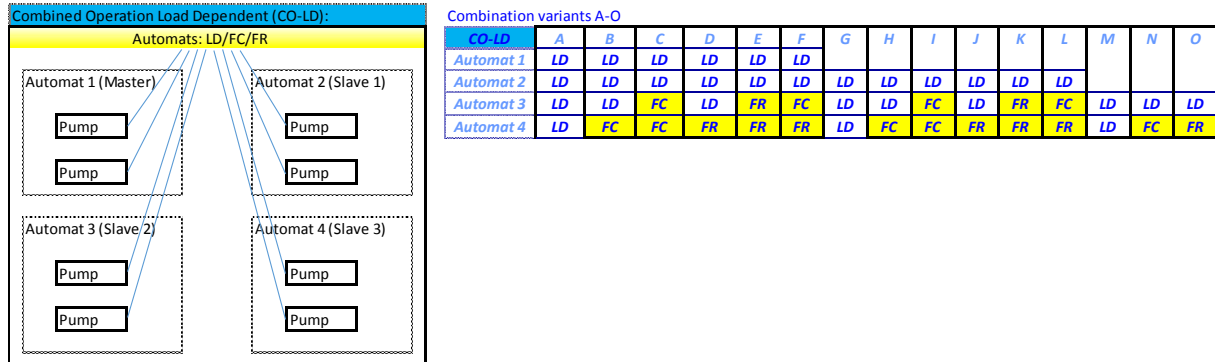 Combined Operation Load Dependent (CO-LD):
Automats: LD/FC/FR
Automat 1 (Master)
Pump
Pump
Automat 2 (Slave 1)
Pump
Pump
Automat 3 (Slave 2)
Pump
Pump
Automat 4 (Slave 3)
Pump
Pump
Combination variants A-O
CO-LD A B C D E F G H I J K L M N O
Automat 1 LD LD LD LD LD LD
Automat 2 LD LD LD LD LD LD LD LD LD LD LD LD
Automat 3 LD LD FC LD FR FC LD LD FC LD FR FC LD LD LD
Automat 4 LD FC FC FR FR FR LD FC FC FR FR FR LD FC FR